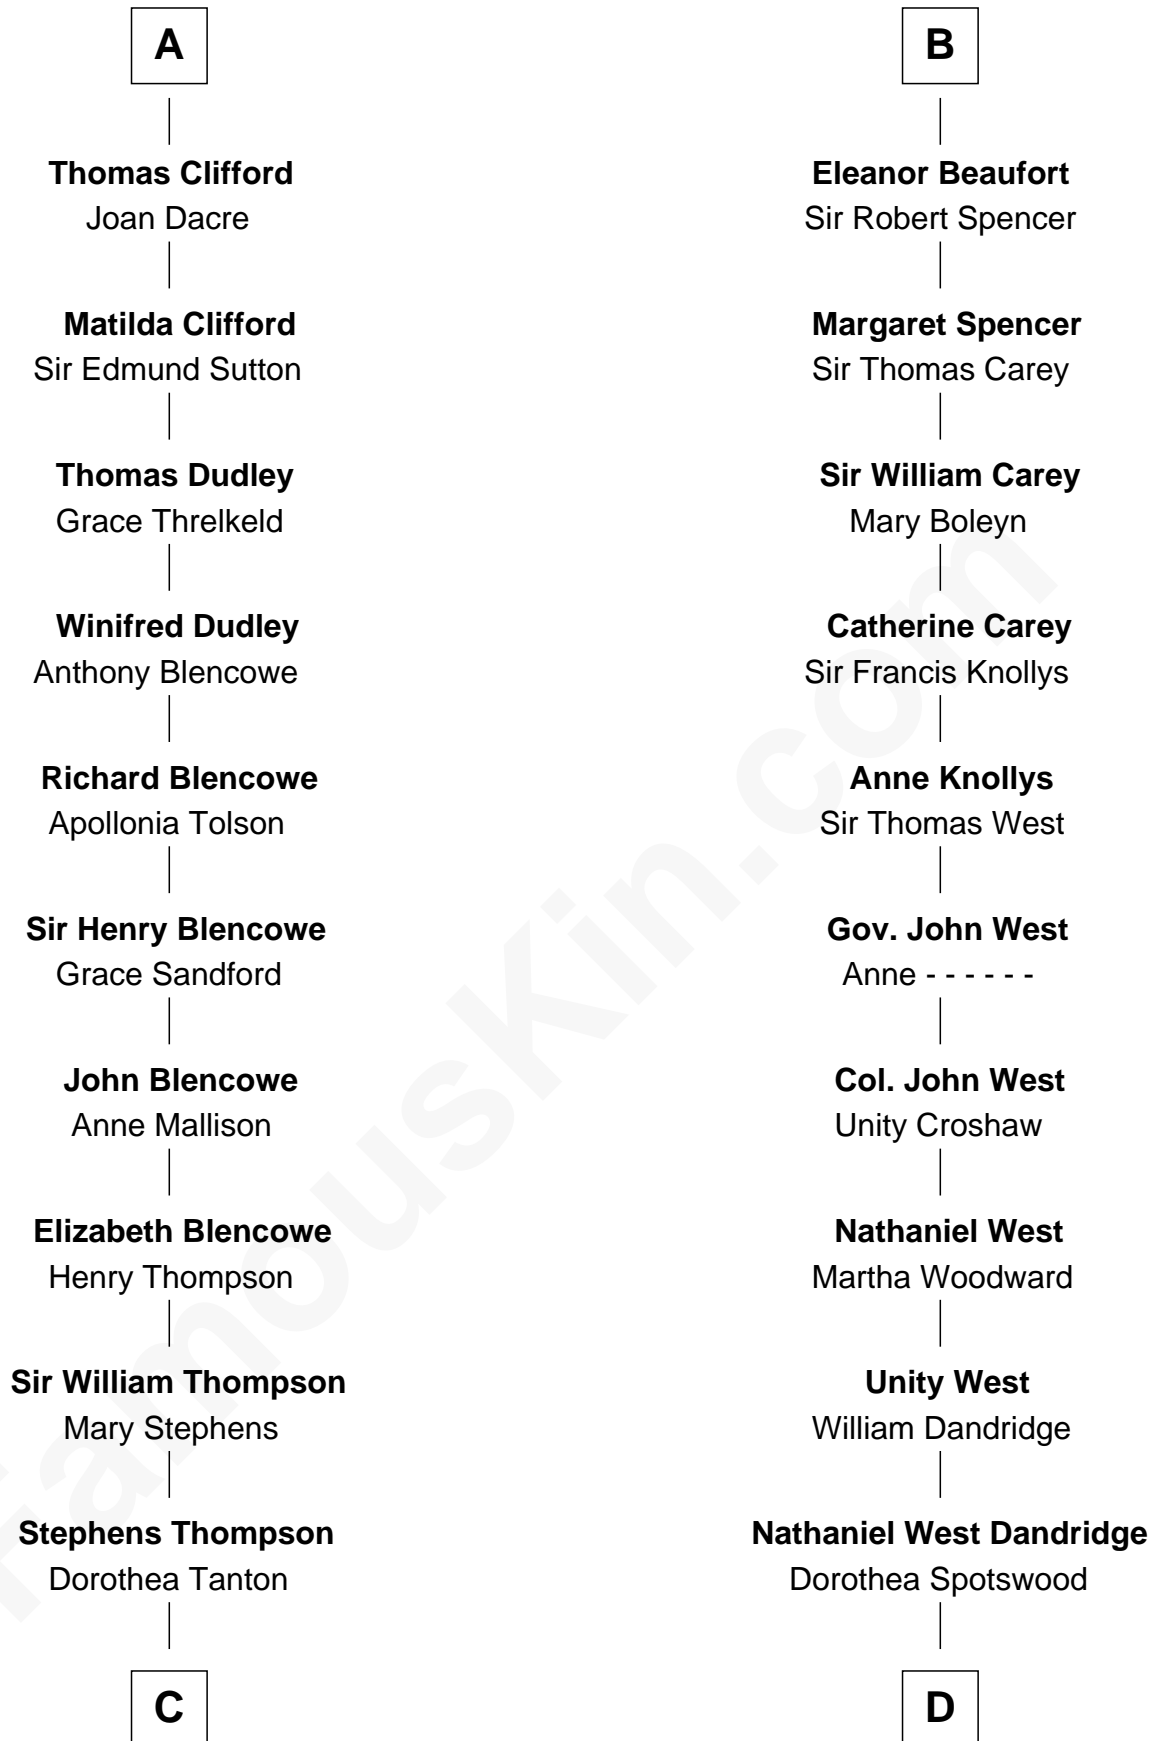 A
Thomas Clifford
Joan Dacre
Matilda Clifford
Sir Edmund Sutton
Thomas Dudley
Grace Threlkeld
Winifred Dudley
Anthony Blencowe
Richard Blencowe
Apollonia Tolson
Sir Henry Blencowe
Grace Sandford
John Blencowe
Anne Mallison
Elizabeth Blencowe
Henry Thompson
Sir William Thompson
Mary Stephens
Stephens Thompson
Dorothea Tanton
C
B
Eleanor Beaufort
Sir Robert Spencer
Margaret Spencer
Sir Thomas Carey
Sir William Carey
Mary Boleyn
Catherine Carey
Sir Francis Knollys
Anne Knollys
Sir Thomas West
Gov. John West
Anne - - - - - -
Col. John West
Unity Croshaw
Nathaniel West
Martha Woodward
Unity West
William Dandridge
Nathaniel West Dandridge
Dorothea Spotswood
D
FamousKin.com